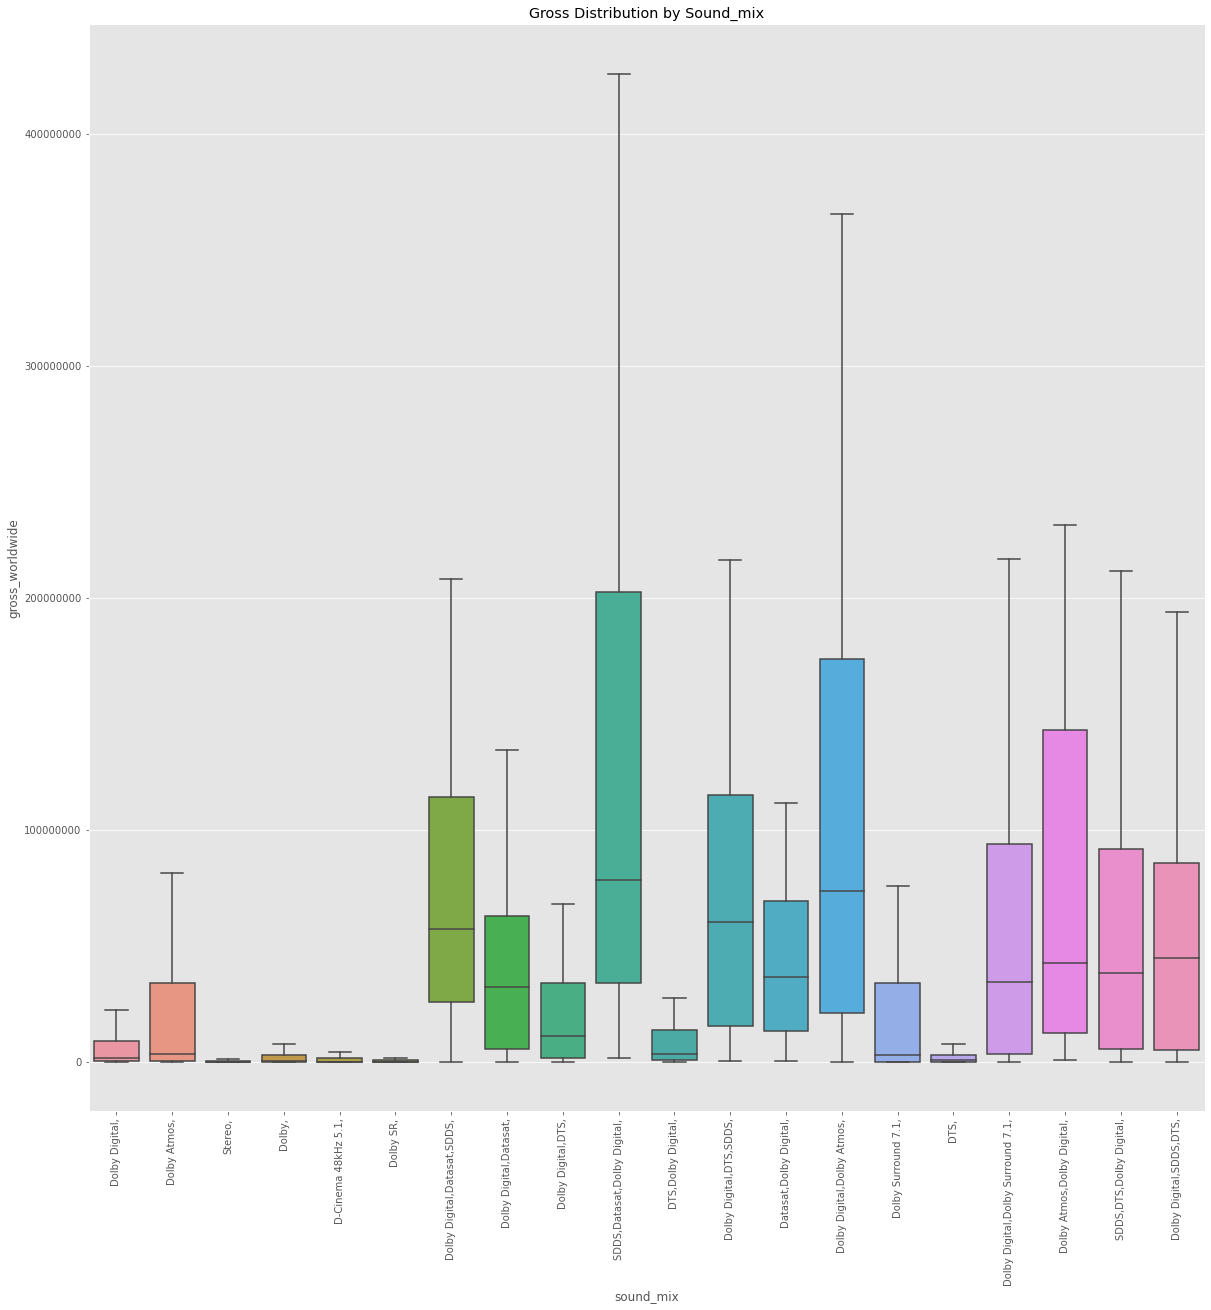 Gross Distribution by Sound_mix
400000000
300000000
200000000
100000000
0
gross_worldwide
Dolby Digital,
Dolby Atmos,
Stereo,
Dolby,
D-Cinema 48kHz 5.1,
Dolby SR,
Dolby Digital,Datasat,SDDS,
Dolby Digital,Datasat,
Dolby Digital,DTS,
SDDS,Datasat,Dolby Digital,
DTS,Dolby Digital,
Dolby Digital,DTS,SDDS,
Datasat,Dolby Digital,
Dolby Digital,Dolby Atmos,
Dolby Surround 7.1,
DTS,
Dolby Digital,Dolby Surround 7.1,
Dolby Atmos,Dolby Digital,
SDDS,DTS,Dolby Digital,
Dolby Digital,SDDS,DTS,
sound_mix